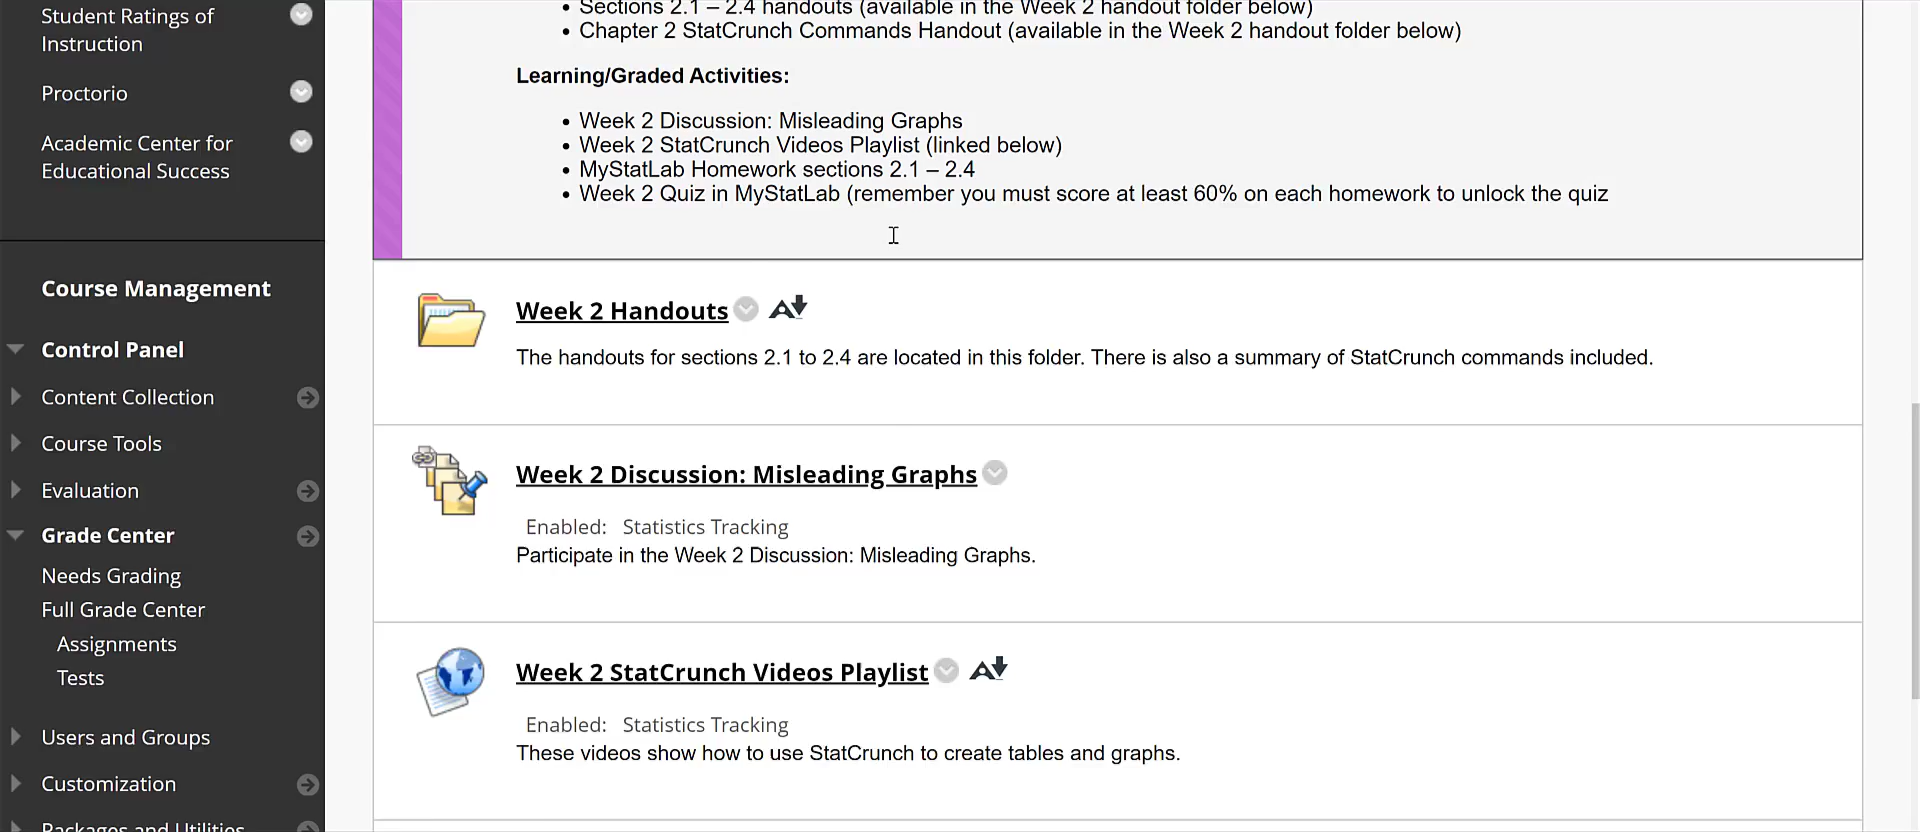 Student Ratings of
Instruction
Proctorio
Academic Center for
Educational Success
Course Management
Control Panel
Content Collection
Course Tools
Evaluation
Grade Center
Needs Grading
Full Grade Center
Assignments
Tests
Users and Groups
Customization
Packages and Utilities
• Sections 2.1 – 2.4 handouts (available in the Week 2 handout folder below)
• Chapter 2 StatCrunch Commands Handout (available in the Week 2 handout folder below)
Learning/Graded Activities:
• Week 2 Discussion: Misleading Graphs
• Week 2 StatCrunch Videos Playlist (linked below)
• MyStatLab Homework sections 2.1 – 2.4
• Week 2 Quiz in MyStatLab (remember you must score at least 60% on each homework to unlock the quiz
Week 2 Handouts
The handouts for sections 2.1 to 2.4 are located in this folder. There is also a summary of StatCrunch commands included.
Week 2 Discussion: Misleading Graphs
Enabled: Statistics Tracking
Participate in the Week 2 Discussion: Misleading Graphs.
Week 2 StatCrunch Videos Playlist
Enabled: Statistics Tracking
These videos show how to use StatCrunch to create tables and graphs.